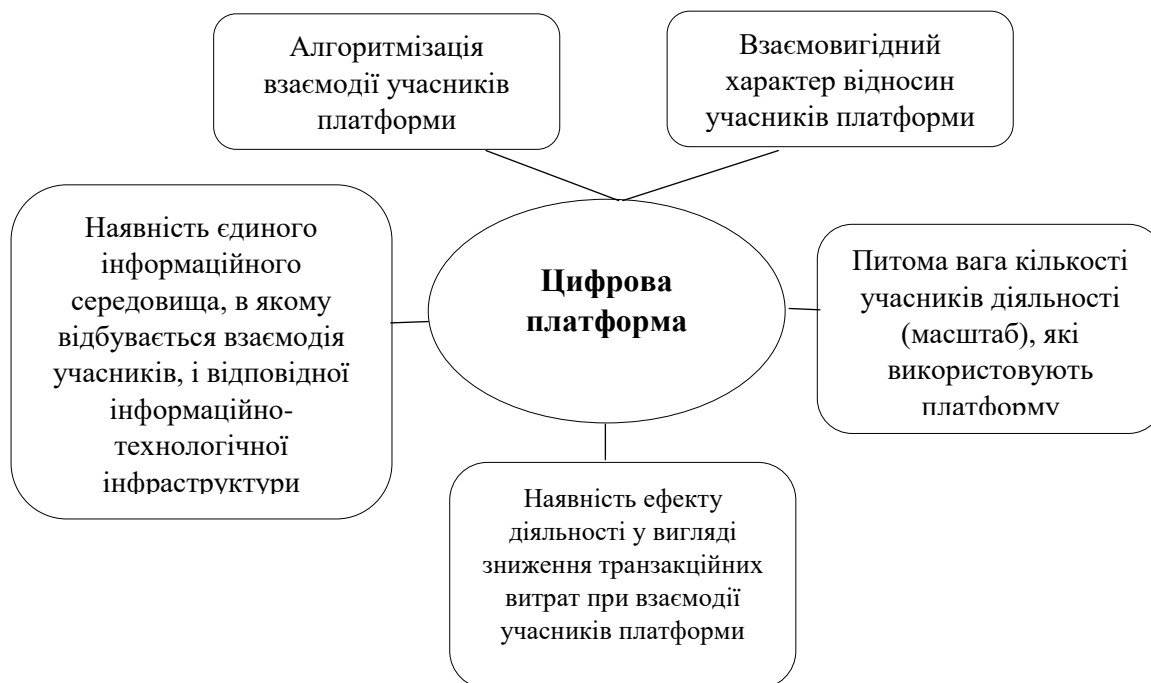 Алгоритмізація
взаємодії учасників
платформи
Взаємовигідний
характер відносин
учасників платформи
Наявність єдиного
інформаційного
середовища, в якому
відбувається взаємодія
учасників, і відповідної
інформаційно-
технологічної
інфраструктури
Цифрова
платформа
Питома вага кількості
учасників діяльності
(масштаб), які
використовують
платформу
Наявність ефекту
діяльності у вигляді
зниження транзакційних
витрат при взаємодії
учасників платформи